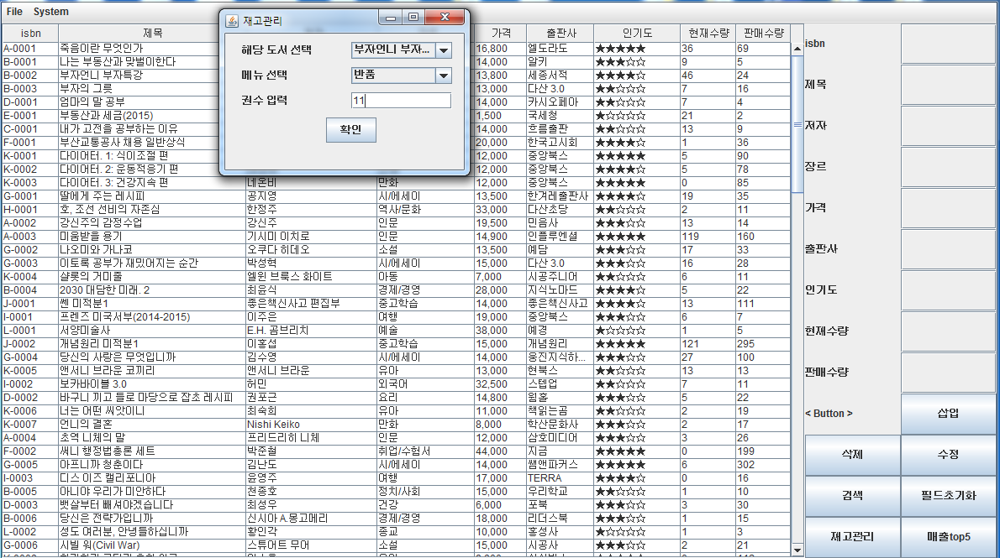 File System
재고관리
해당 도서 선택 부자언니 부자...
메뉴 선택 반품
권수 입력 11
확인
isbn 제목 가격 출판사 인기도 현재수량 판매수량
A-0001 죽음이란 무엇인가 16,800 엘도라도 ★★★★★ 36 69
B-0001 나는 부동산과 맞벌이한다 14,000 알키 ★★★☆☆ 9 5
B-0002 부자언니 부자특강 13,800 세종서적 ★★★★☆ 46 24
B-0003 부자의 그릇 13,000 다산 3.0 ★★☆☆☆ 7 16
D-0001 엄마의 말 공부 14,000 카시오페아 ★★☆☆☆ 7 4
E-0001 부동산과 세금(2015) 1,500 국세청 ★☆☆☆☆ 21 2
C-0001 내가 고전을 공부하는 이유 14,000 흐름출판 ★★☆☆☆ 13 9
F-0001 부산교통공사 채용 일반상식 20,000 한국고시회 ★★★☆☆ 1 36
K-0001 다이어터. 1: 식이조절 편 12,000 중앙북스 ★★★★★ 5 90
K-0002 다이어터. 2: 운동적응기 편 12,000 중앙북스 ★★★★★ 5 78
K-0003 다이어터. 3: 건강지속 편 네온비 만화 12,000 중앙북스 ★★★★★ 0 85
G-0001 딸에게 주는 레시피 공지영 시/에세이 13,500 한겨레출판사 ★★★★☆ 19 35
H-0001 호, 조선 선비의 자존심 한정주 역사/문화 33,000 다산초당 ★★☆☆☆ 2 11
A-0002 강신주의 감정수업 강신주 인문 19,500 민음사 ★★★☆☆ 13 14
A-0003 미움받을 용기 기시미 이치로 인문 14,900 인플루엔셜 ★★★★★ 119 160
G-0002 나오미와 가나코 오쿠다 히데오 소설 13,500 예담 ★★★☆☆ 17 33
G-0003 이토록 공부가 재밌어지는 순간 박성혁 시/에세이 15,000 다산 3.0 ★★★☆☆ 16 28
K-0004 샬롯의 거미줄 엘윈 브룩스 화이트 아동 7,000 시공주니어 ★★☆☆☆ 6 11
B-0004 2030 대담한 미래. 2 최윤식 경제/경영 28,000 지식노마드 ★★★★☆ 5 22
J-0001 쎈 미적분1 좋은책신사고 편집부 중고학습 14,000 좋은책신사고 ★★★★☆ 13 111
I-0001 프렌즈 미국서부(2014-2015) 이주은 여행 19,000 중앙북스 ★★★☆☆ 6 7
L-0001 서양미술사 E.H. 곰브리치 예술 38,000 예경 ★☆☆☆☆ 1 5
J-0002 개념원리 미적분1 이홍섭 중고학습 15,000 개념원리 ★★★★★ 121 295
G-0004 당신의 사랑은 무엇입니까 김수영 시/에세이 14,000 웅진지식하... ★★★★☆ 27 100
K-0005 앤서니 브라운 코끼리 앤서니 브라운 유아 13,000 현북스 ★★☆☆☆ 13 13
I-0002 보카바이블 3.0 허민 외국어 32,500 스텝업 ★★☆☆☆ 7 11
D-0002 바구니 끼고 들로 마당으로 잡초 레시피 권포근 요리 14,800 월홀 ★★★☆☆ 5 22
K-0006 너는 어떤 씨앗이니 최숙희 유아 11,000 책읽는곰 ★★☆☆☆ 2 19
K-0007 언니의 결혼 Nishi Keiko 만화 8,000 학산문화사 ★★★☆☆ 2 17
A-0004 초역 니체의 말 프리드리히 니체 인문 12,000 삼호미디어 ★★★☆☆ 3 26
F-0002 써니 행정법총론 세트 박준철 취업/수험서 44,000 지금 ★★★★★ 0 199
G-0005 아프니까 청춘이다 김난도 시/에세이 14,000 쌤앤파커스 ★★★★★ 6 302
I-0003 디스 이즈 캘리포니아 윤영주 여행 17,000 TERRA ★★★★☆ 0 16
B-0005 아니야 우리가 미안하다 천종호 정치/사회 15,000 우리학교 ★★☆☆☆ 1 10
D-0003 뱃살부터 빼셔야겠습니다 최성우 건강 6,000 포북 ★★★☆☆ 3 30
B-0006 당신은 전략가입니까 신시아 A.몽고메리 경제/경영 18,000 리더스북 ★★★☆☆ 1 15
L-0002 성도 여러분, 안녕들하십니까 황인각 종교 10,000 홍성사 ★☆☆☆☆ 1 3
G-0006 시빌 워(Civil War) 스튜어트 무어 소설 15,000 시공사 ★★★☆☆ 2 21
isbn
제목
저자
장르
가격
출판사
인기도
현재수량
판매수량
< Button > 삽입
삭제 수정
검색 필드초기화
재고관리 매출top5